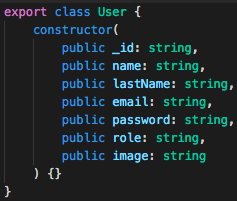 export class User {
    constructor(
        public _id: string,
        public name: string,
        public lastName: string,
        public email: string,
        public password: string,
        public role: string,
        public image: string
    ) {}
}